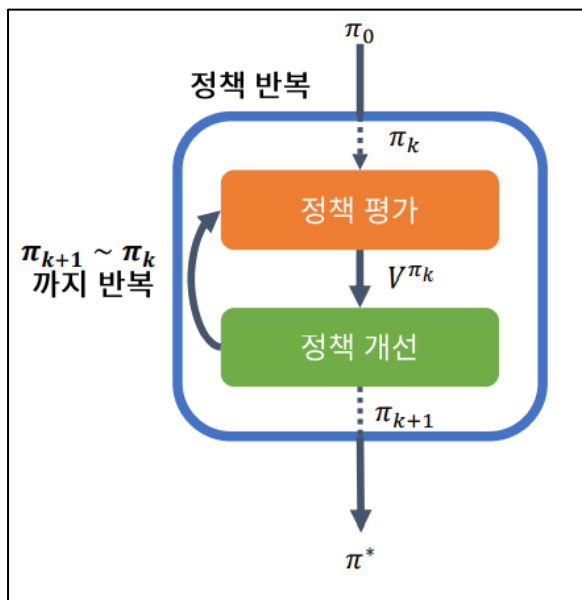 π₀
정책 반복
πₖ
정책 평가
πₖ₊₁ ~ πₖ
까지 반복
V^πₖ
정책 개선
πₖ₊₁
π*